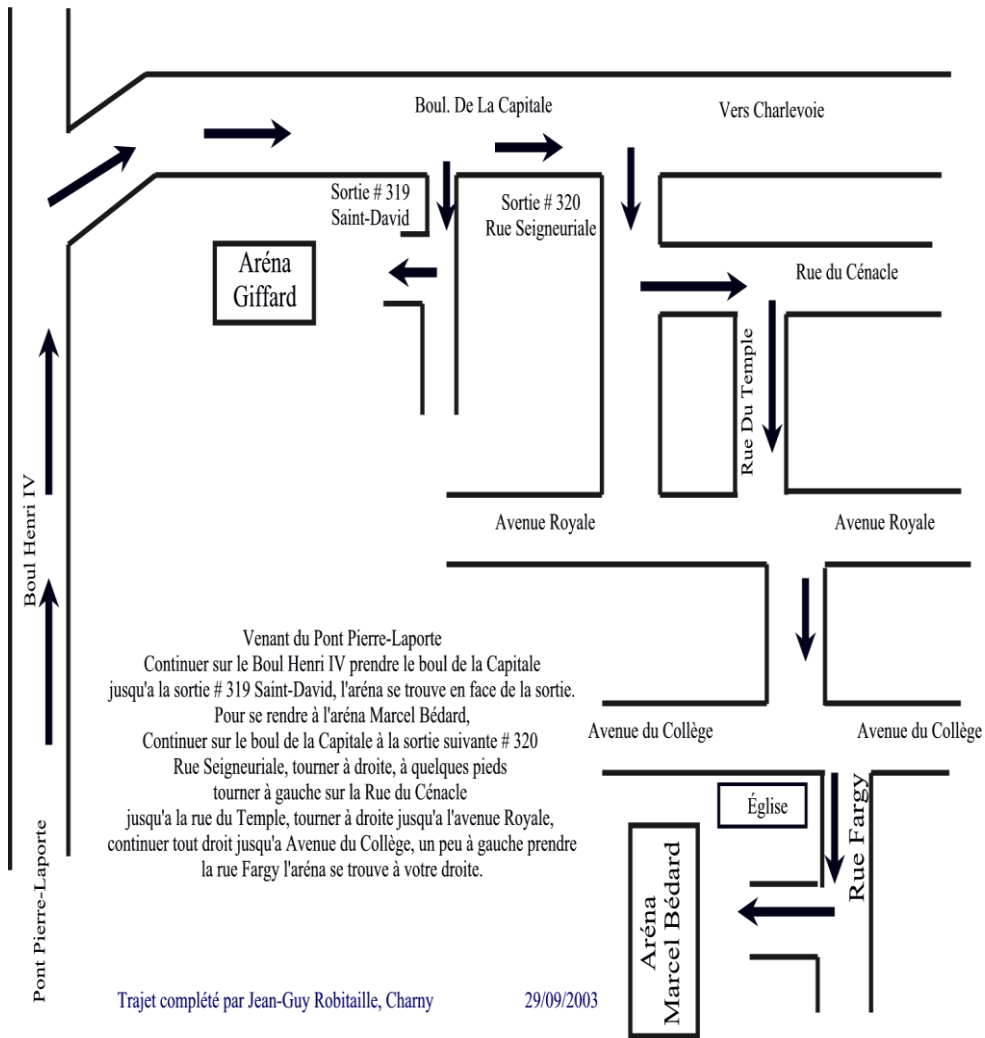 Boul. De La Capitale
Vers Charlevoie
Sortie # 319
Saint-David
Sortie # 320
Rue Seigneuriale
Aréna
Giffard
Rue du Cénacle
Rue Du Temple
Boul Henri IV
Avenue Royale
Avenue Royale
Venant du Pont Pierre-Laporte
Continuer sur le Boul Henri IV prendre le boul de la Capitale
jusqu'a la sortie # 319 Saint-David, l'aréna se trouve en face de la sortie.
Pour se rendre à l'aréna Marcel Bédard,
Continuer sur le boul de la Capitale à la sortie suivante # 320
Rue Seigneuriale, tourner à droite, à quelques pieds
tourner à gauche sur la Rue du Cénacle
jusqu'a la rue du Temple, tourner à droite jusqu'a l'avenue Royale,
continuer tout droit jusqu'a Avenue du Collège, un peu à gauche prendre
la rue Fargy l'aréna se trouve à votre droite.
Avenue du Collège
Avenue du Collège
Église
Rue Fargy
Aréna
Marcel Bédard
Pont Pierre-Laporte
Trajet complété par Jean-Guy Robitaille, Charny
29/09/2003